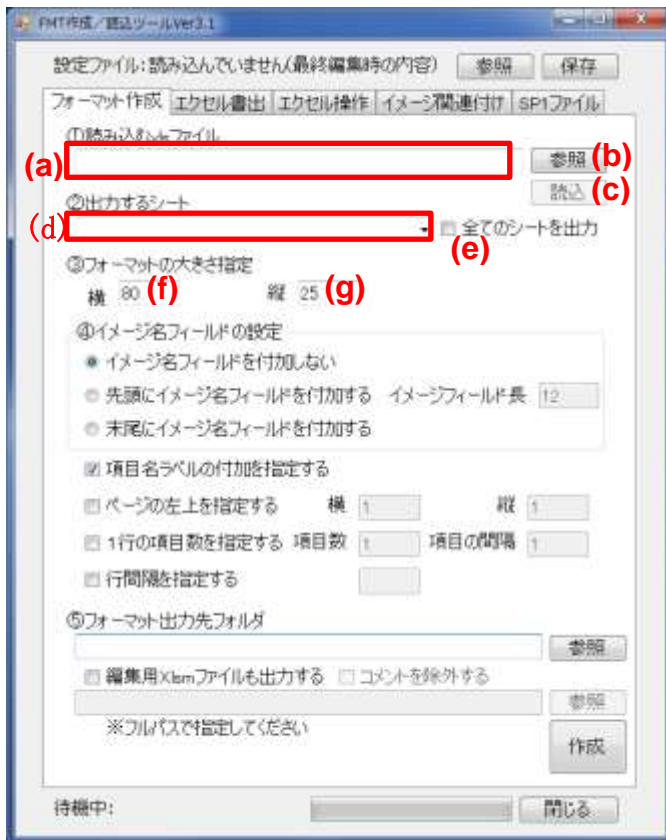 FMT作成/読込ツールVer3.1
設定ファイル:読み込んでいません(最終編集時の内容) 参照 保存
フォーマット作成 エクセル書出 エクセル操作 イメージ関連付け SP1ファイル
①読み込むxlsファイル
(a) 参照 (b)
読込 (c)
②出力するシート
(d) 全てのシートを出力
(e)
③フォーマットの大きさ指定
横 80 (f) 縦 25 (g)
④イメージ名フィールドの設定
イメージ名フィールドを付加しない
先頭にイメージ名フィールドを付加する イメージフィールド長 12
末尾にイメージ名フィールドを付加する
項目名ラベルの付加を指定する
ページの左上を指定する 横 1 縦 1
1行の項目数を指定する 項目数 1 項目の間隔 1
行間隔を指定する
⑤フォーマット出力先フォルダ
参照
編集用Xlsmファイルも出力する コメントを除外する
参照
※フルパスで指定してください
作成
待機中: 閉じる